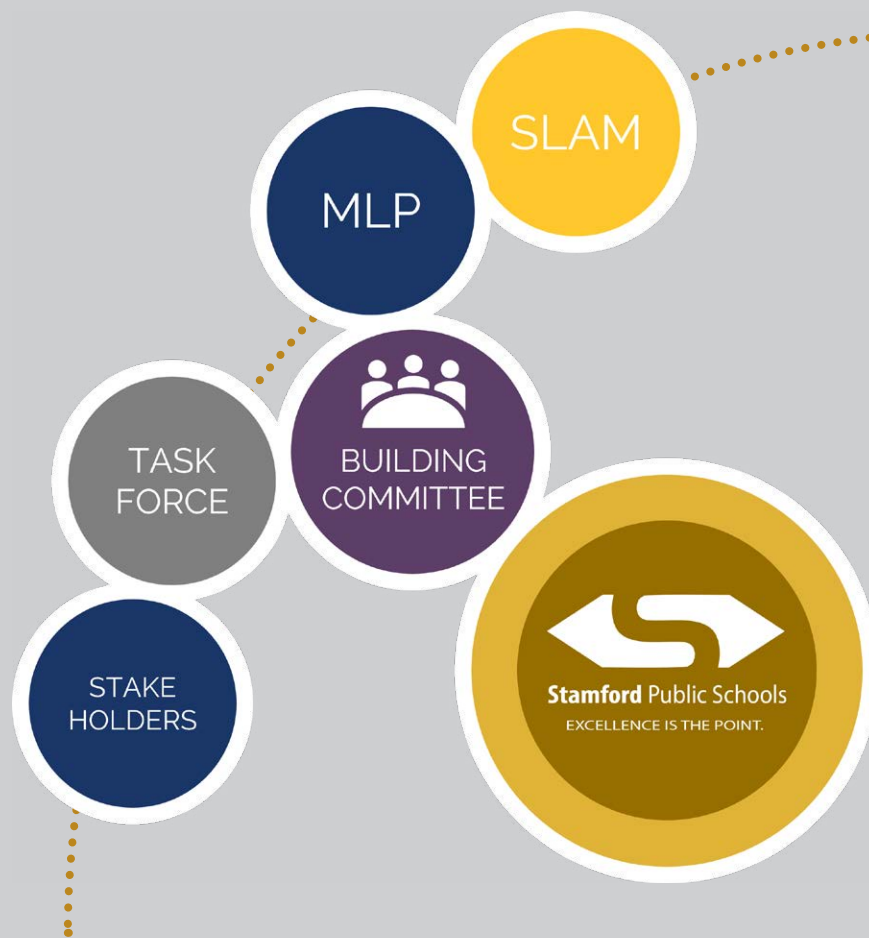 SLAM
MLP
BUILDING
COMMITTEE
TASK
FORCE
STAKE
HOLDERS
Stamford Public Schools
EXCELLENCE IS THE POINT.